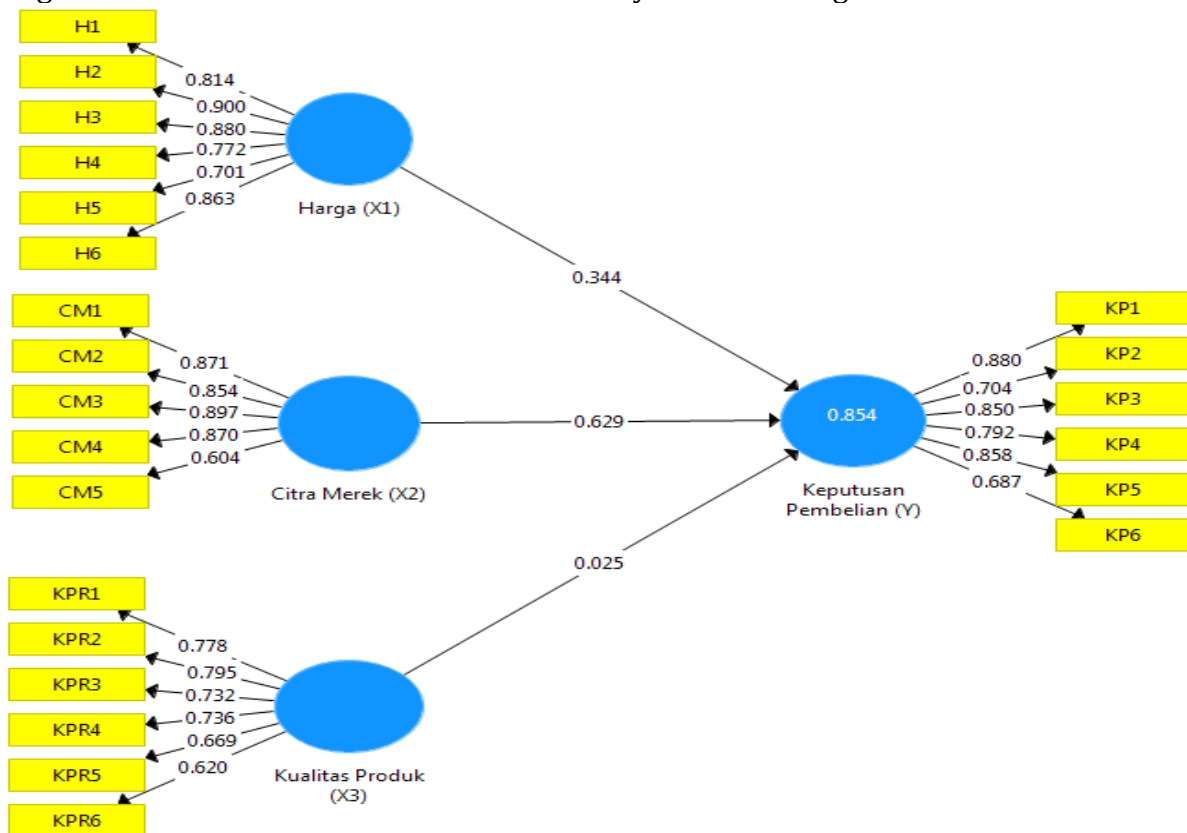 H1
H2
H3
H4
H5
H6
0.814
0.900
0.880
0.772
0.701
0.863
Harga (X1)
0.344
CM1
CM2
CM3
CM4
CM5
0.871
0.854
0.897
0.870
0.604
Citra Merek (X2)
0.629
KPR1
KPR2
KPR3
KPR4
KPR5
KPR6
0.778
0.795
0.732
0.736
0.669
0.620
Kualitas Produk
(X3)
0.025
0.854
Keputusan
Pembelian (Y)
0.880
0.704
0.850
0.792
0.858
0.687
KP1
KP2
KP3
KP4
KP5
KP6